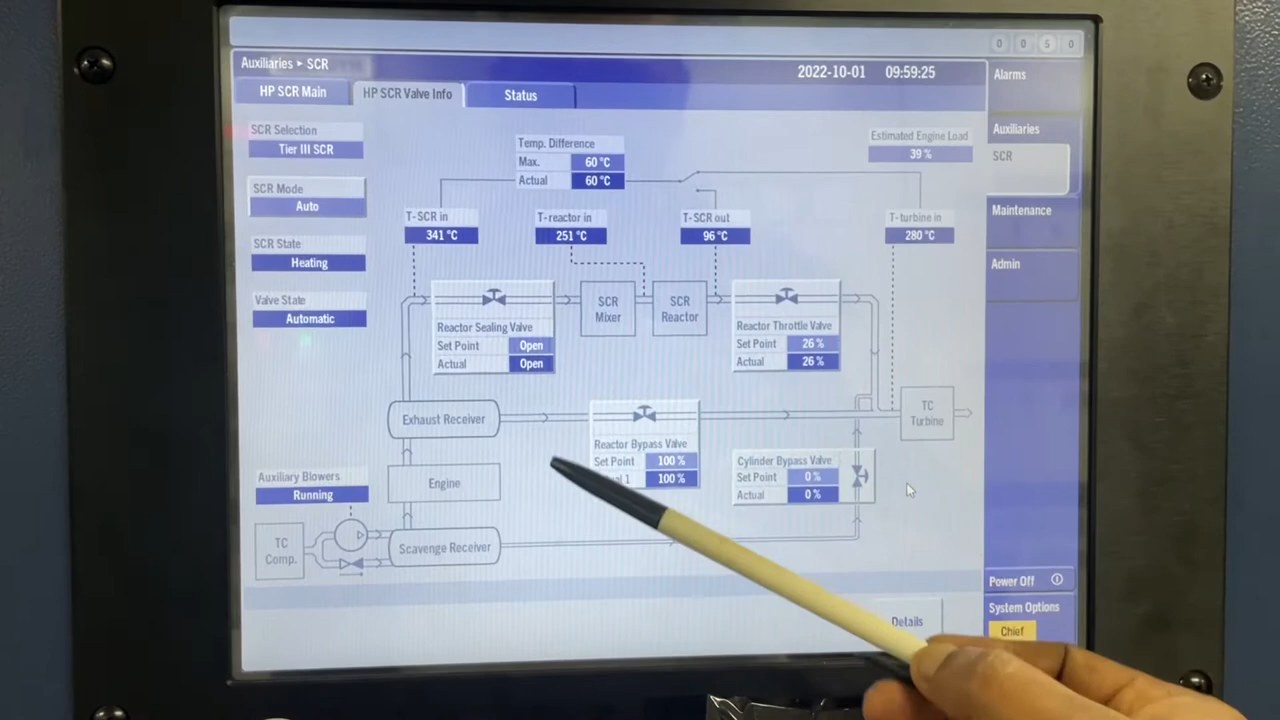 0 0 5 0
Auxiliaries ▸ SCR
2022-10-01 09:59:25
Alarms
HP SCR Main
HP SCR Valve Info
Status
Auxiliaries
SCR
Maintenance
Admin
SCR Selection
Tier III SCR
SCR Mode
Auto
SCR State
Heating
Valve State
Automatic
Temp. Difference
Max. 60 °C
Actual 60 °C
Estimated Engine Load
39 %
T-SCR in
341 °C
T-reactor in
251 °C
T-SCR out
96 °C
T-turbine in
280 °C
Reactor Sealing Valve
Set Point Open
Actual Open
SCR
Mixer
SCR
Reactor
Reactor Throttle Valve
Set Point 26 %
Actual 26 %
Exhaust Receiver
Reactor Bypass Valve
Set Point 100 %
100 %
TC
Turbine
Cylinder Bypass Valve
Set Point 0 %
Actual 0 %
Engine
Auxiliary Blowers
Running
TC
Comp.
Scavenge Receiver
Details
Power Off
System Options
Chief